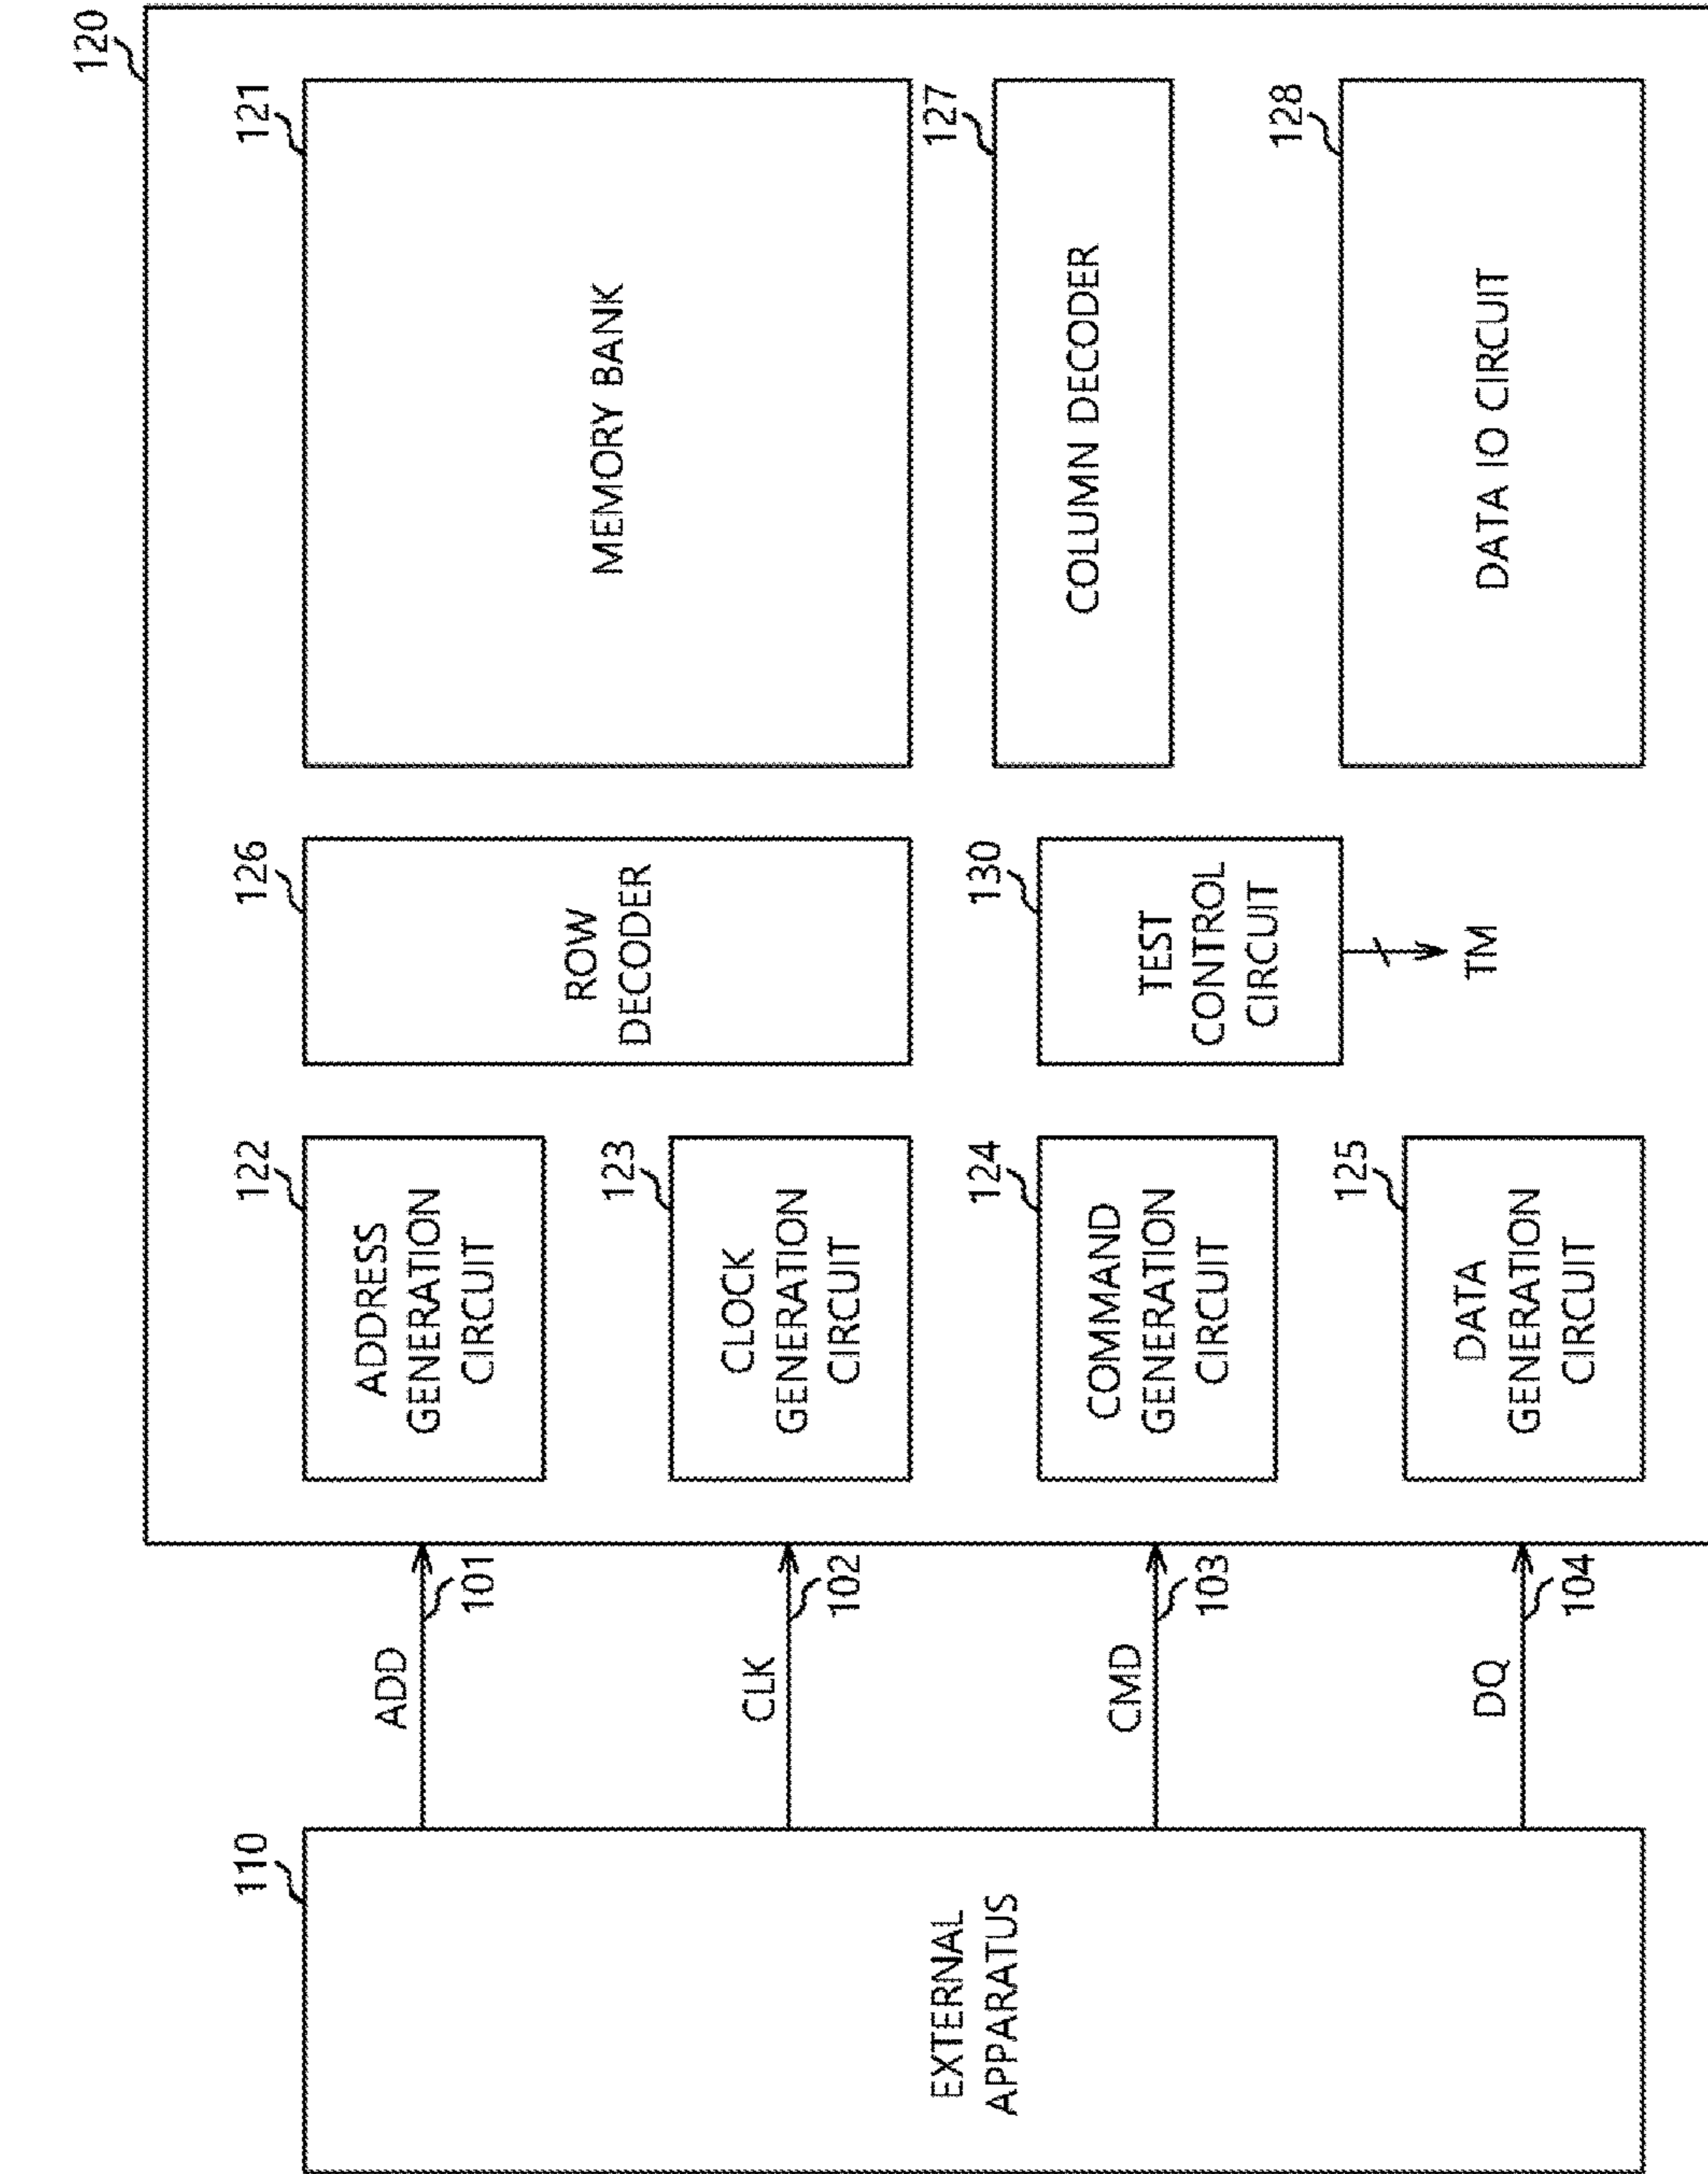 120
110
EXTERNAL
APPARATUS
ADD
101
CLK
102
CMD
103
DQ
104
122
ADDRESS
GENERATION
CIRCUIT
123
CLOCK
GENERATION
CIRCUIT
124
COMMAND
GENERATION
CIRCUIT
125
DATA
GENERATION
CIRCUIT
126
ROW
DECODER
130
TEST
CONTROL
CIRCUIT
TM
121
MEMORY BANK
127
COLUMN DECODER
128
DATA IO CIRCUIT